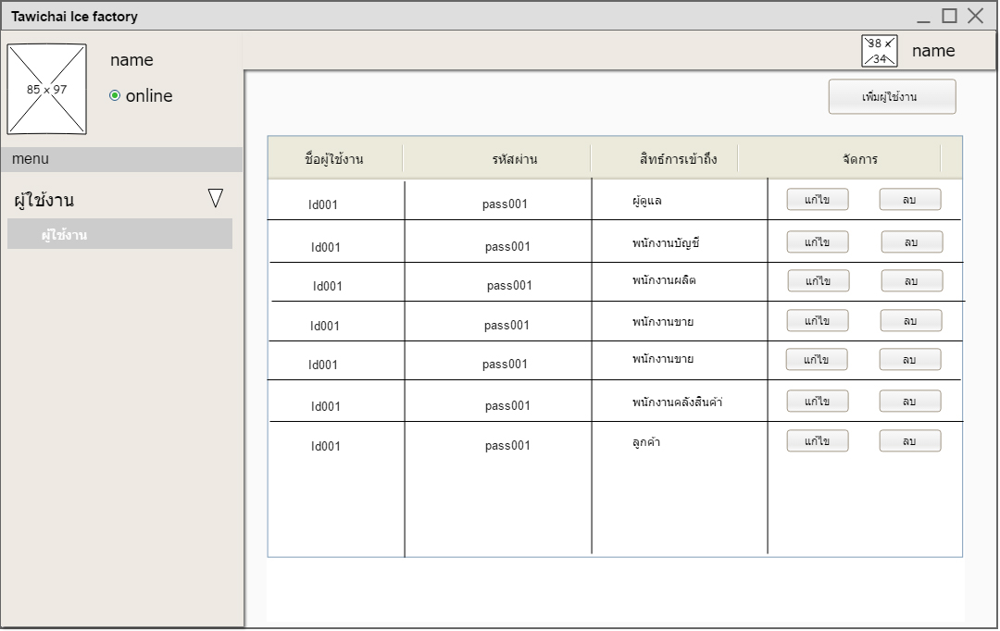 Tawichai Ice factory
85 x 97
name
online
38 x 34
name
menu
ผู้ใช้งาน
ผู้ใช้งาน
เพิ่มผู้ใช้งาน
ชื่อผู้ใช้งาน รหัสผ่าน สิทธ์การเข้าถึง จัดการ
Id001 pass001 ผู้ดูแล แก้ไข ลบ
Id001 pass001 พนักงานบัญชี แก้ไข ลบ
Id001 pass001 พนักงานผลิต แก้ไข ลบ
Id001 pass001 พนักงานขาย แก้ไข ลบ
Id001 pass001 พนักงานขาย แก้ไข ลบ
Id001 pass001 พนักงานคลังสินค้า แก้ไข ลบ
Id001 pass001 ลูกค้า แก้ไข ลบ